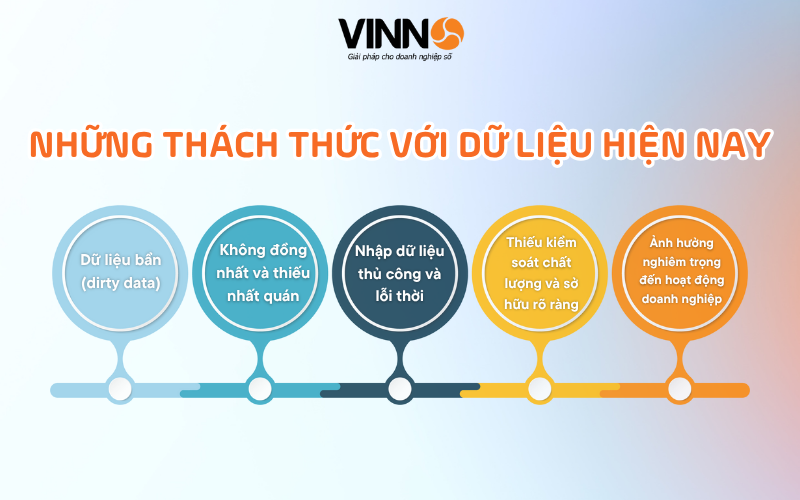 VINNO
Giải pháp cho doanh nghiệp số
NHỮNG THÁCH THỨC VỚI DỮ LIỆU HIỆN NAY
Dữ liệu bẩn
(dirty data)
Không đồng
nhất và thiếu
nhất quán
Nhập dữ liệu
thủ công và
lỗi thời
Thiếu kiểm
soát chất
lượng và sở
hữu rõ ràng
Ảnh hưởng
nghiêm trọng
đến hoạt động
doanh nghiệp